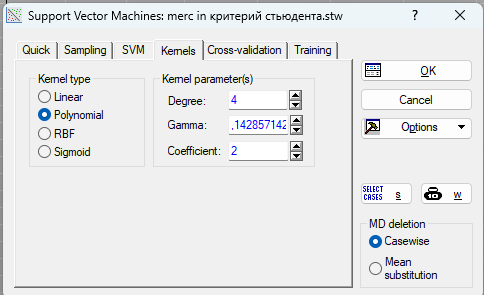 Support Vector Machines: merc in критерий стьюдента.stw
?
Quick Sampling SVM Kernels Cross-validation Training
Kernel type
Linear
Polynomial
RBF
Sigmoid
Kernel parameter(s)
Degree: 4
Gamma: ,142857142
Coefficient: 2
OK
Cancel
Options
SELECT CASES S
w
MD deletion
Casewise
Mean
substitution